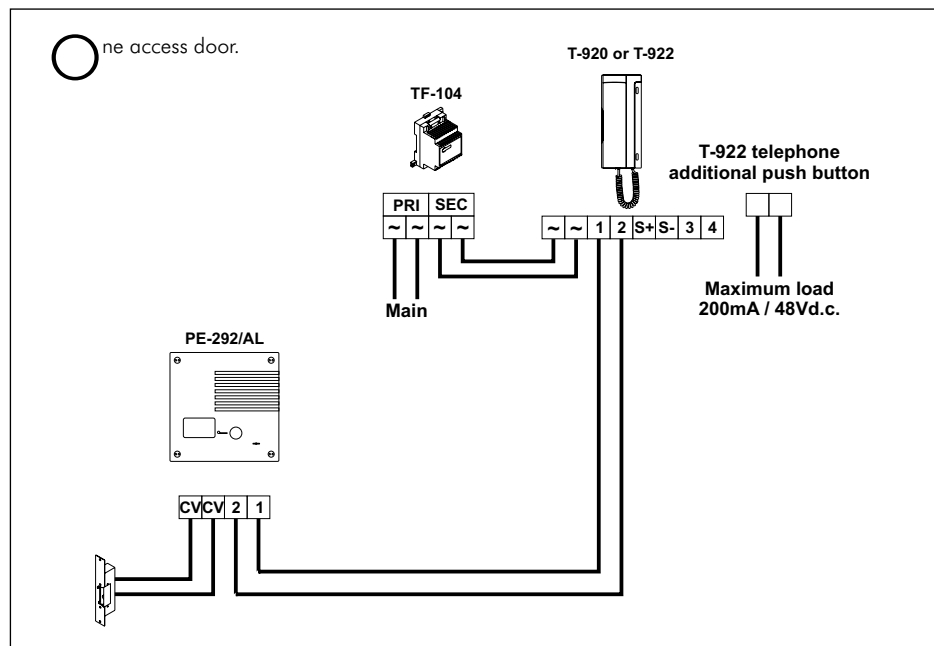 ne access door.
T-920 or T-922
TF-104
T-922 telephone
additional push button
PRI SEC
~ ~ ~ ~
~ ~ 1 2 S+ S- 3 4
Main
Maximum load
200mA / 48Vd.c.
PE-292/AL
CV CV 2 1